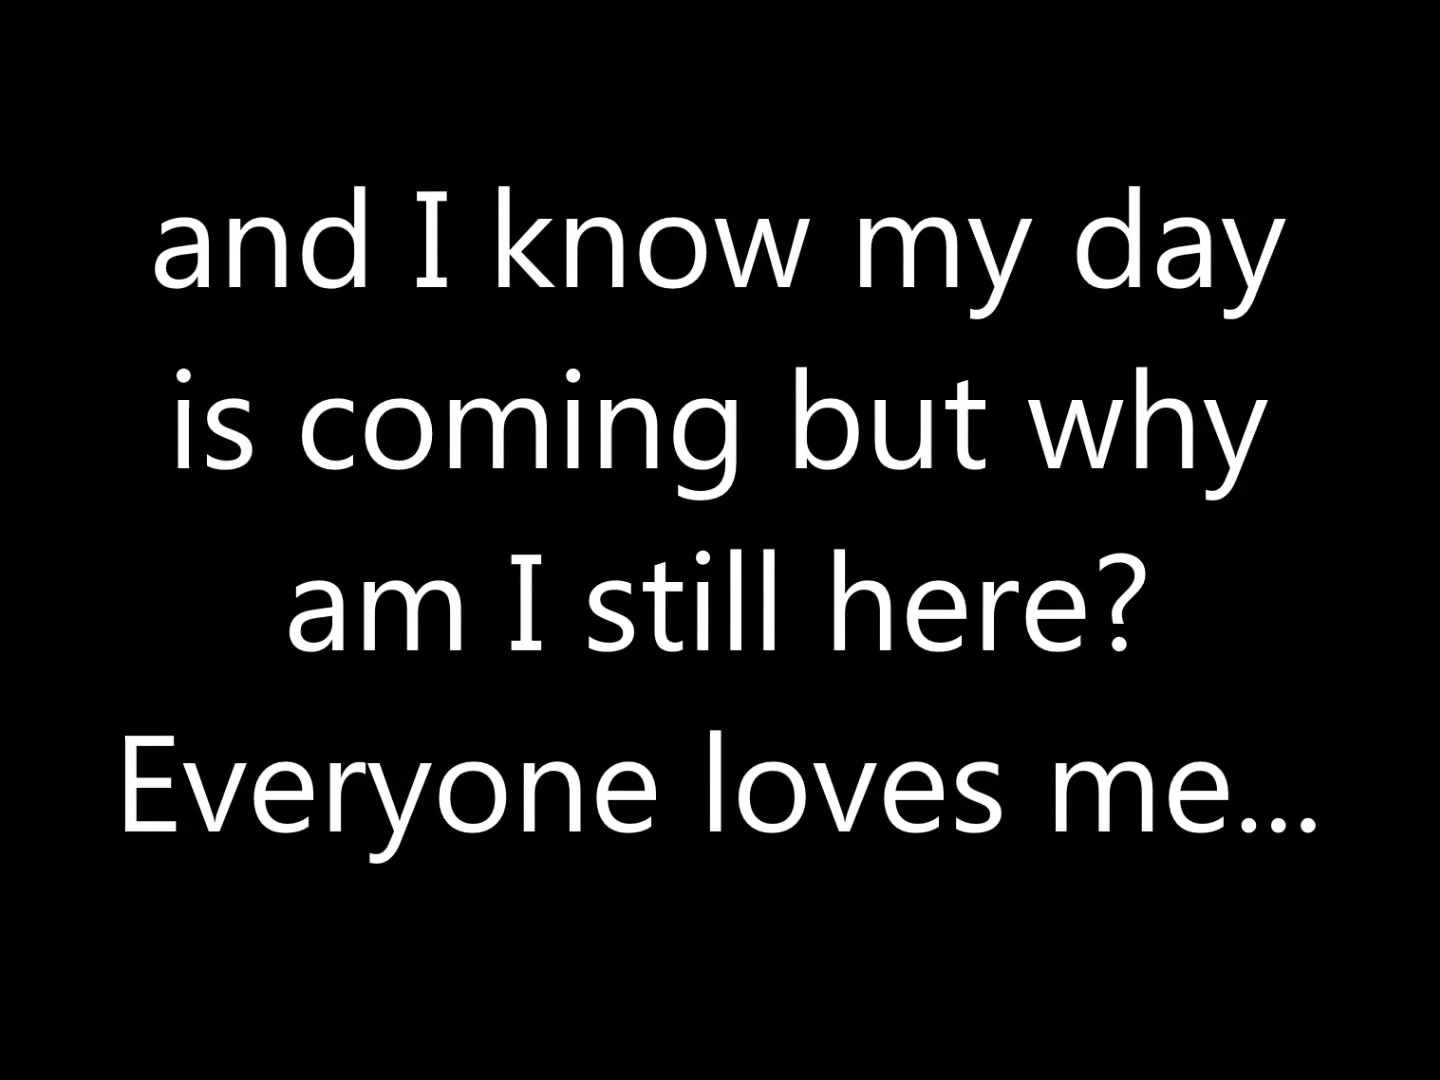 and I know my day
is coming but why
am I still here?
Everyone loves me...